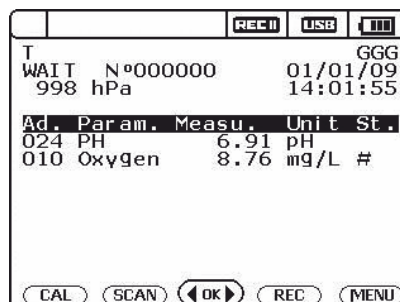 REC II USB
T GGG
WAIT Nº000000 01/01/09
998 hPa 14:01:55
Ad. Param. Measu. Unit St.
024 PH 6.91 pH
010 Oxygen 8.76 mg/L #
CAL SCAN OK REC MENU